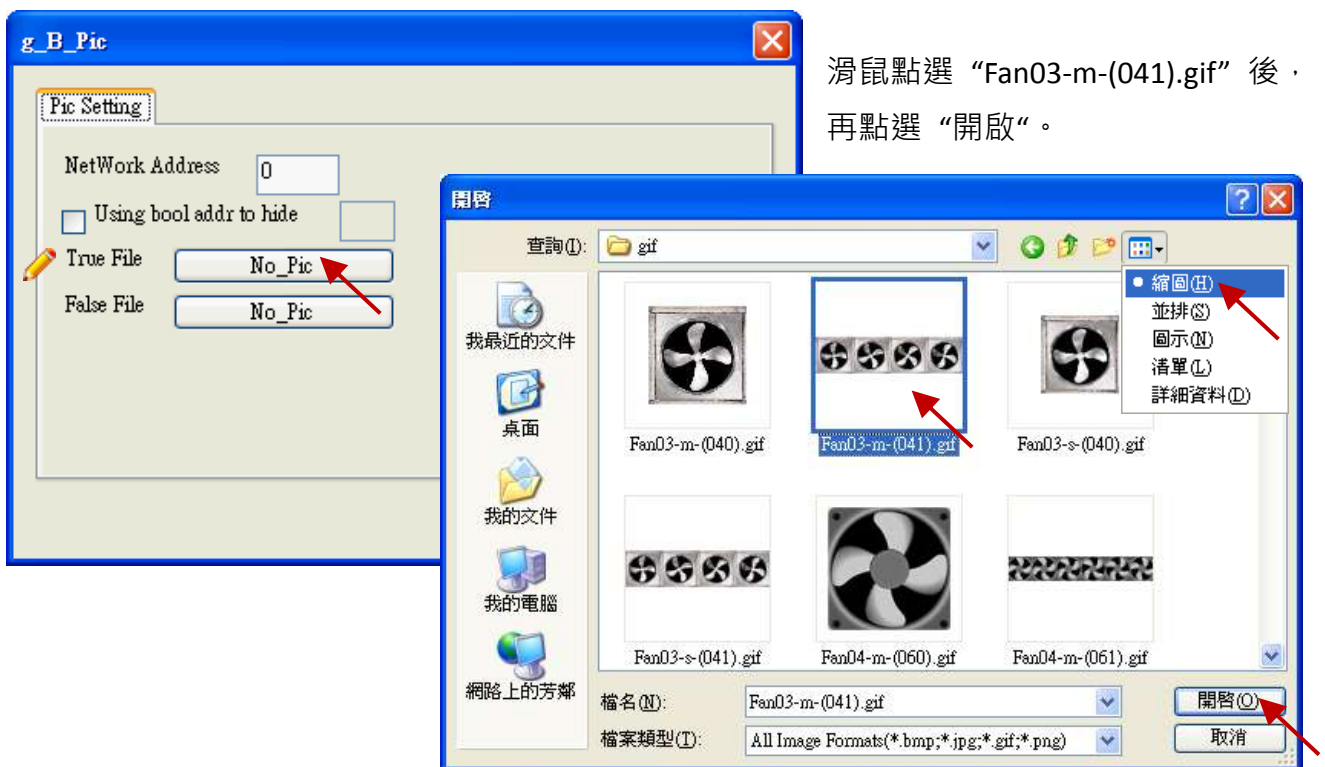 g_B_Pic
滑鼠點選 “Fan03-m-(041).gif” 後，
再點選 “開啟“。
Pic Setting
NetWork Address 0
Using bool addr to hide
True File No_Pic
False File No_Pic
開啓
查詢(I): gif
縮圖(H)
並排(S)
圖示(N)
清單(L)
詳細資料(D)
我最近的文件
桌面
我的文件
我的電腦
網路上的芳鄰
Fan03-m-(040).gif Fan03-m-(041).gif Fan03-s-(040).gif
Fan03-s-(041).gif Fan04-m-(060).gif Fan04-m-(061).gif
檔名(N): Fan03-m-(041).gif 開啓(O)
檔案類型(T): All Image Formats(*.bmp;*.jpg;*.gif;*.png) 取消